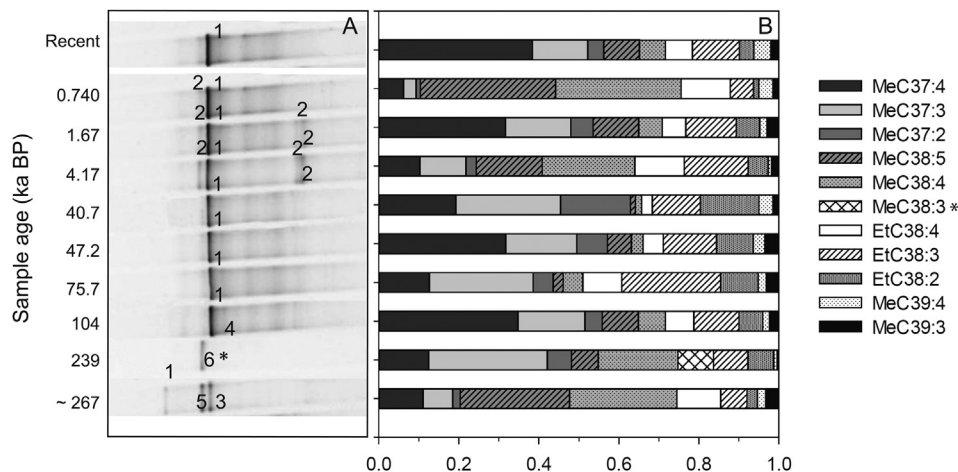 A
B
Sample age (ka BP)
Recent
0.740
1.67
4.17
40.7
47.2
75.7
104
239
~ 267
1
2 1
2 1 2
2 1 2 2
1 2
1
1
1
4
6 *
1
5 3
0.0 0.2 0.4 0.6 0.8 1.0
MeC37:4
MeC37:3
MeC37:2
MeC38:5
MeC38:4
MeC38:3 *
EtC38:4
EtC38:3
EtC38:2
MeC39:4
MeC39:3